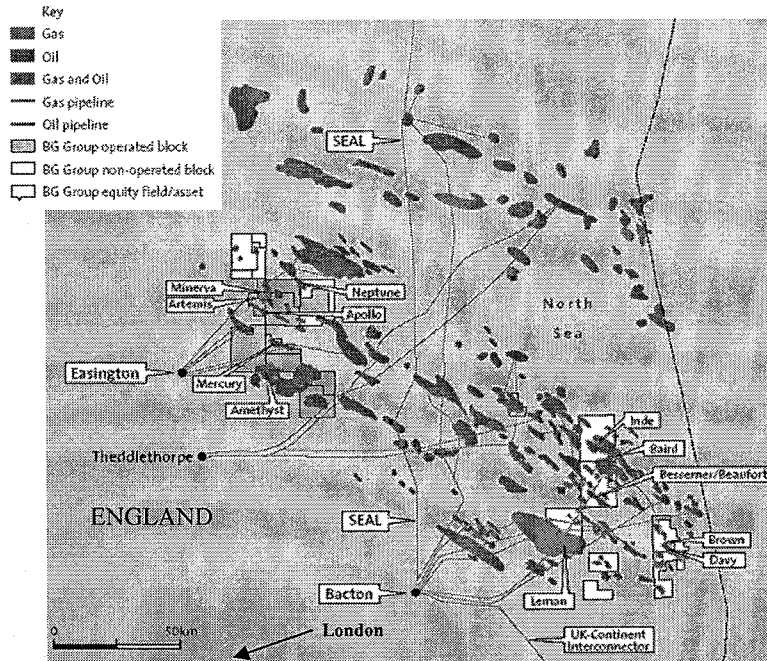 Key
Gas
Oil
Gas and Oil
Gas pipeline
Oil pipeline
BG Group operated block
BG Group non-operated block
BG Group equity field/asset
SEAL
Minerva
Artemis
Neptune
Apollo
North
Sea
Easington
Mercury
Amethyst
Inde
Baird
Theddlethorpe
Bessemer/Beaufort
ENGLAND
SEAL
Brown
Davy
Bacton
Leman
0 50km
London
UK-Continent
Interconnector